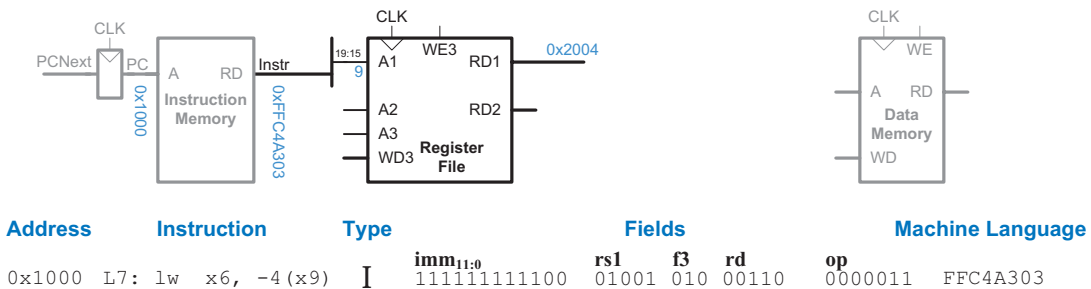 CLK
CLK
CLK
PCNext
PC
A
RD
Instr
Instruction
Memory
0x1000
0xFFC4A303
19:15
9
A1
WE3
RD1
0x2004
A2
RD2
A3
WD3
Register
File
WE
A
RD
Data
Memory
WD
Address Instruction Type Fields Machine Language
imm11:0 rs1 f3 rd op
0x1000 L7: lw x6, -4(x9) I 111111111100 01001 010 00110 0000011 FFC4A303